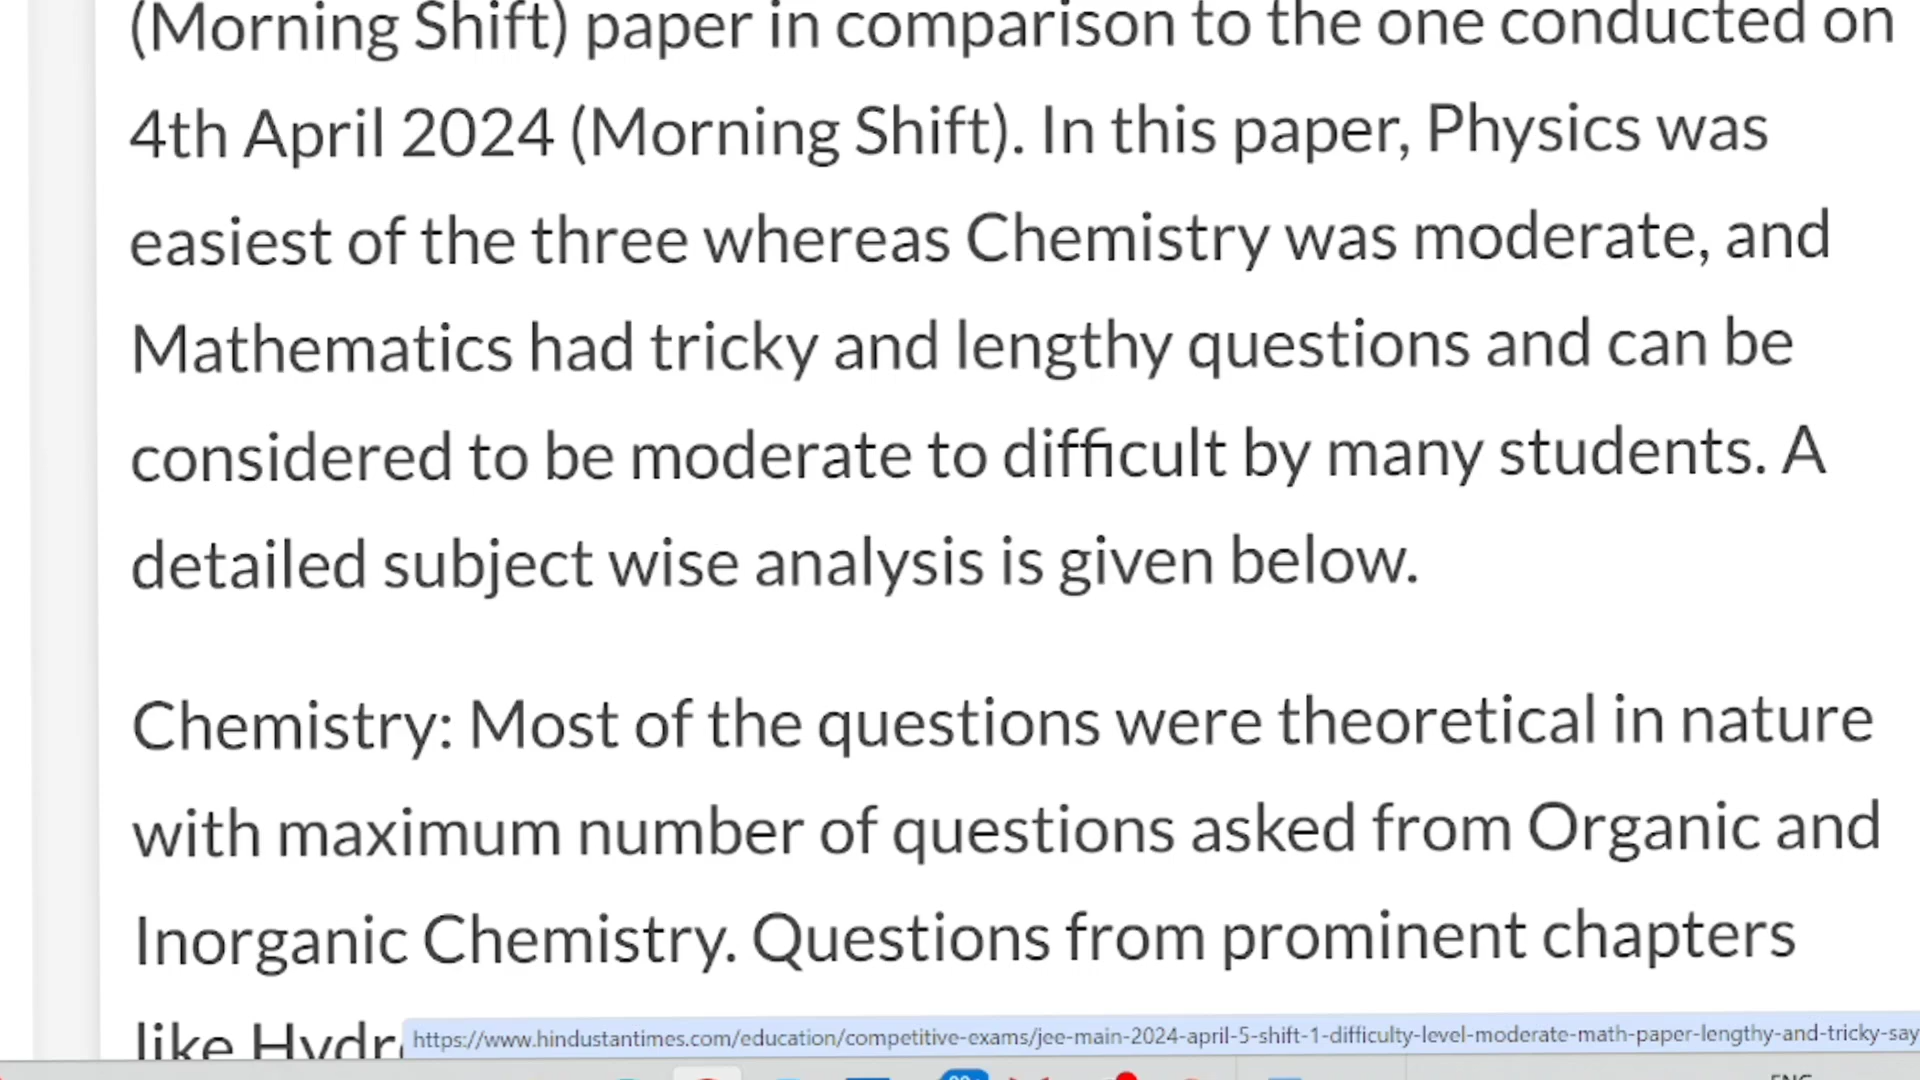 (Morning Shift) paper in comparison to the one conducted on
4th April 2024 (Morning Shift). In this paper, Physics was
easiest of the three whereas Chemistry was moderate, and
Mathematics had tricky and lengthy questions and can be
considered to be moderate to difficult by many students. A
detailed subject wise analysis is given below.
Chemistry: Most of the questions were theoretical in nature
with maximum number of questions asked from Organic and
Inorganic Chemistry. Questions from prominent chapters
like
https://www.hindustantimes.com/education/competitive-exams/jee-main-2024-april-5-shift-1-difficulty-level-moderate-math-paper-lengthy-and-tricky-say
ENG